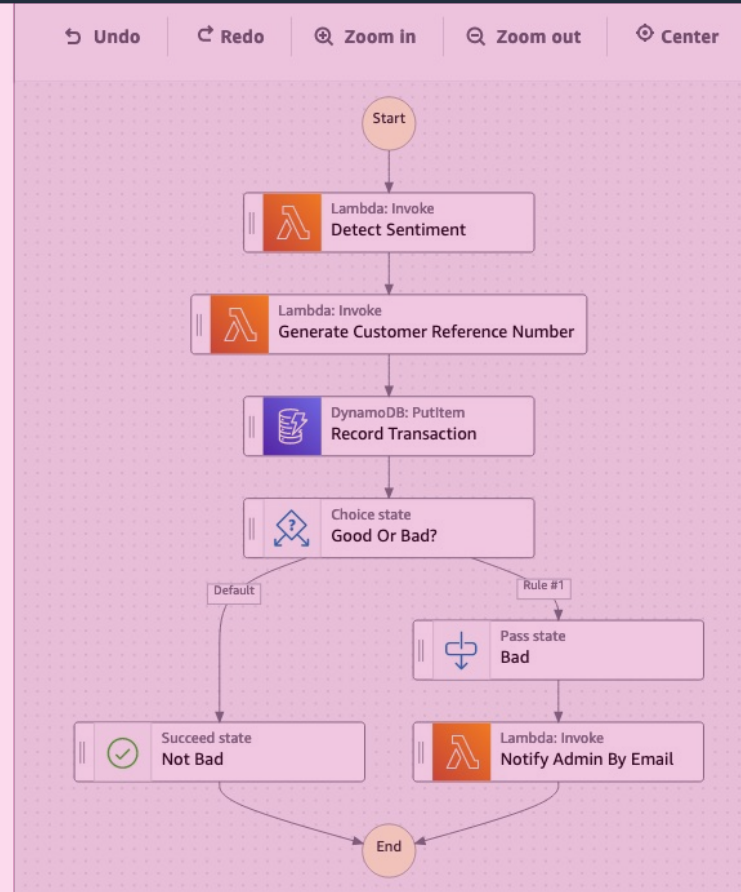 Undo
Redo
Zoom in
Zoom out
Center
Start
Lambda: Invoke
Detect Sentiment
Lambda: Invoke
Generate Customer Reference Number
DynamoDB: PutItem
Record Transaction
Choice state
Good Or Bad?
Default
Rule #1
Pass state
Bad
Succeed state
Not Bad
Lambda: Invoke
Notify Admin By Email
End